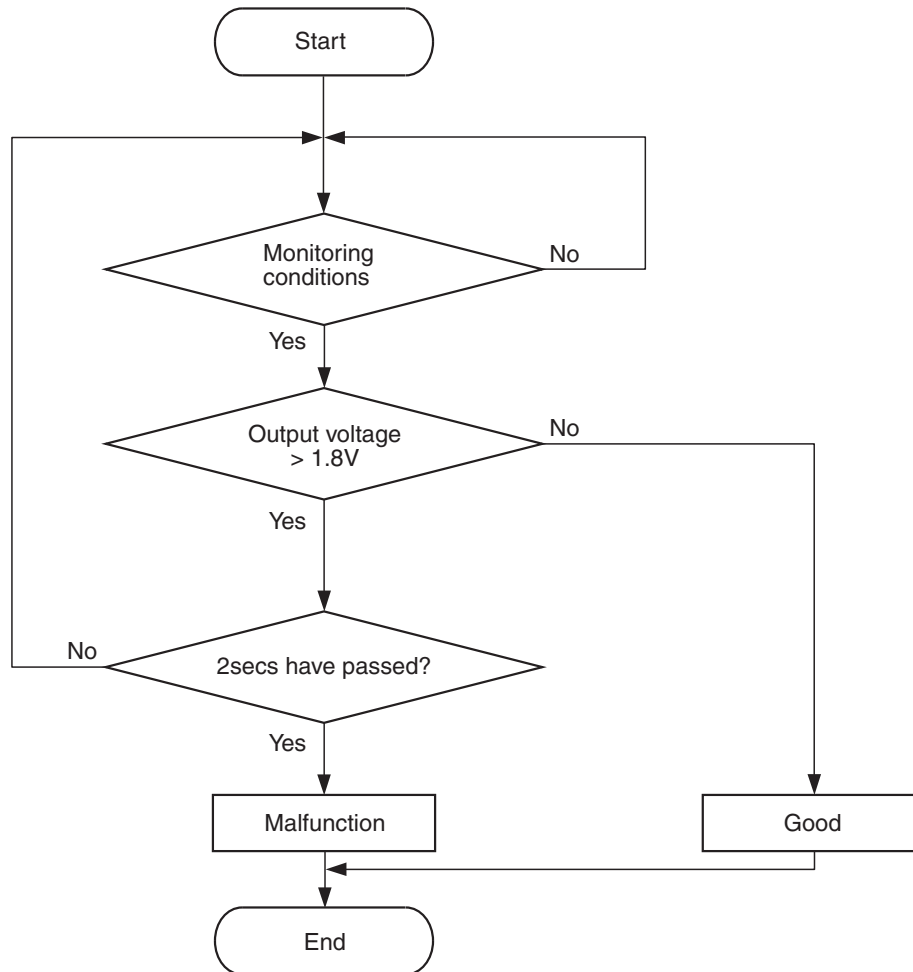 Start
Monitoring
conditions
No
Yes
Output voltage
> 1.8V
No
Yes
2secs have passed?
No
Yes
Malfunction
Good
End